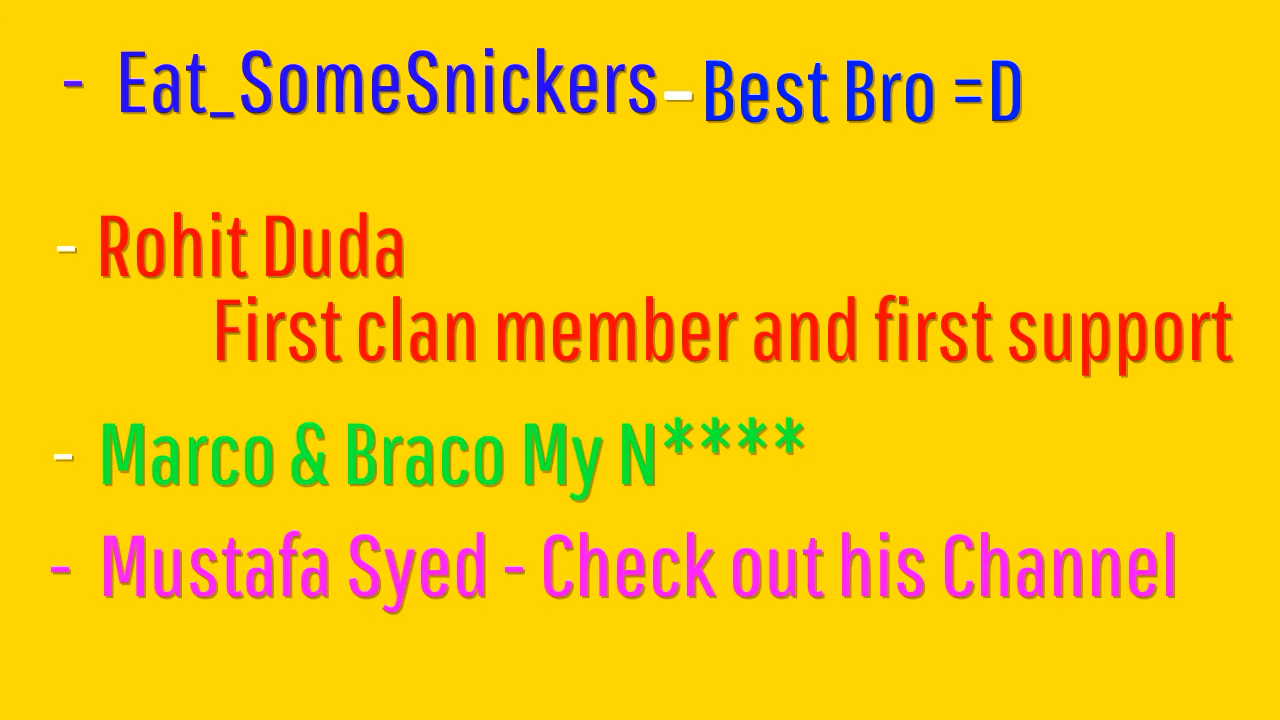 - Eat_SomeSnickers - Best Bro =D
- Rohit Duda
First clan member and first support
- Marco & Braco My N****
- Mustafa Syed - Check out his Channel